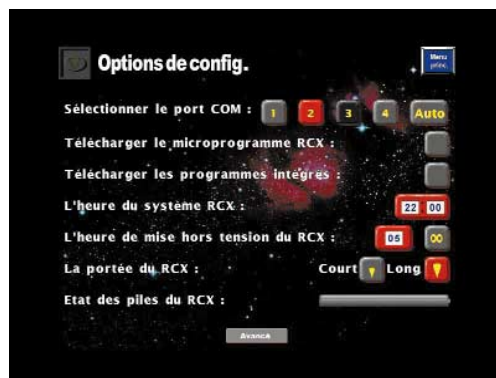 Options de config.
Menu princ.
Sélectionner le port COM : 1 2 3 4 Auto
Télécharger le microprogramme RCX :
Télécharger les programmes intégrés :
L'heure du système RCX : 22 00
L'heure de mise hors tension du RCX : 05 ∞
La portée du RCX : Court Long
Etat des piles du RCX :
Avancé